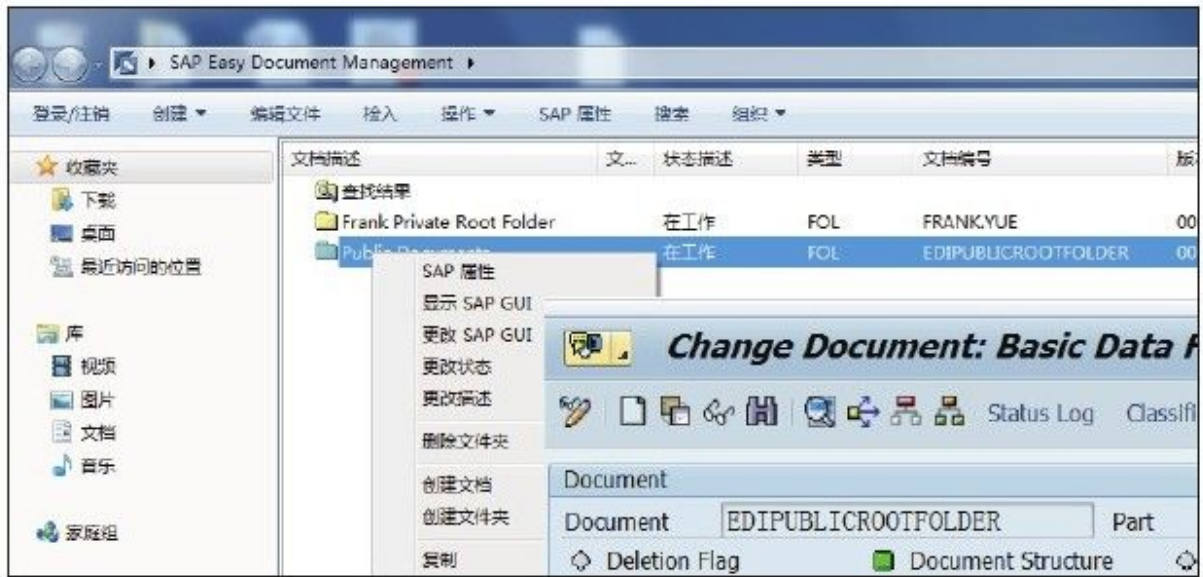 SAP Easy Document Management
登录/注销 创建 编辑文件 检入 操作 SAP 属性 搜索 组织
收藏夹
下载
桌面
最近访问的位置
库
视频
图片
文档
音乐
家庭组
文档描述 文... 状态描述 类型 文档编号
查找结果
Frank Private Root Folder 在工作 FOL FRANK.YUE 00
Public Documents 在工作 FOL EDIPUBLICROOTFOLDER 00
SAP 属性
显示 SAP GUI
更改 SAP GUI
更改状态
更改描述
删除文件夹
创建文档
创建文件夹
复制
Change Document: Basic Data F
Status Log Classifi
Document
Document EDIPUBLICROOTFOLDER Part
Deletion Flag Document Structure